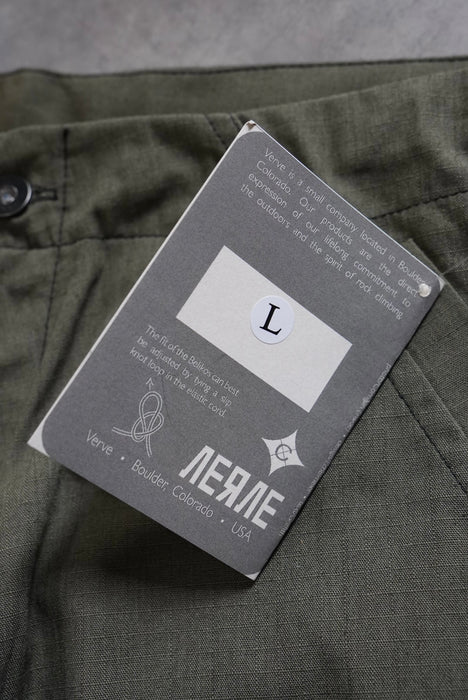 Verve is a small company located in Boulder,
Colorado. Our products are the direct
expression of our lifelong commitment to
the outdoors and the spirit of rock climbing
L
The fit of the Belikos can best
be adjusted by tying a slip
knot loop in the elastic cord.
VERVE
Verve • Boulder, Colorado • USA